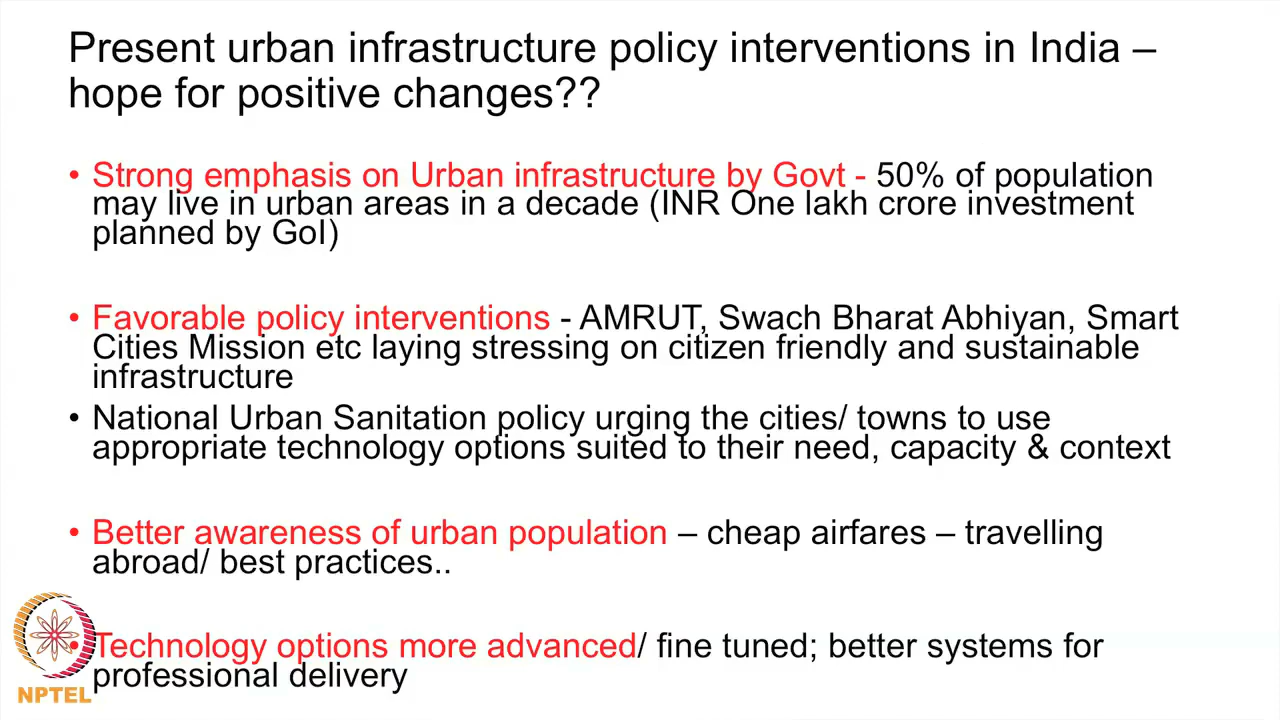 Present urban infrastructure policy interventions in India –
hope for positive changes??
• Strong emphasis on Urban infrastructure by Govt - 50% of population
may live in urban areas in a decade (INR One lakh crore investment
planned by GoI)
• Favorable policy interventions - AMRUT, Swach Bharat Abhiyan, Smart
Cities Mission etc laying stressing on citizen friendly and sustainable
infrastructure
• National Urban Sanitation policy urging the cities/ towns to use
appropriate technology options suited to their need, capacity & context
• Better awareness of urban population – cheap airfares – travelling
abroad/ best practices..
• Technology options more advanced/ fine tuned; better systems for
professional delivery
NPTEL